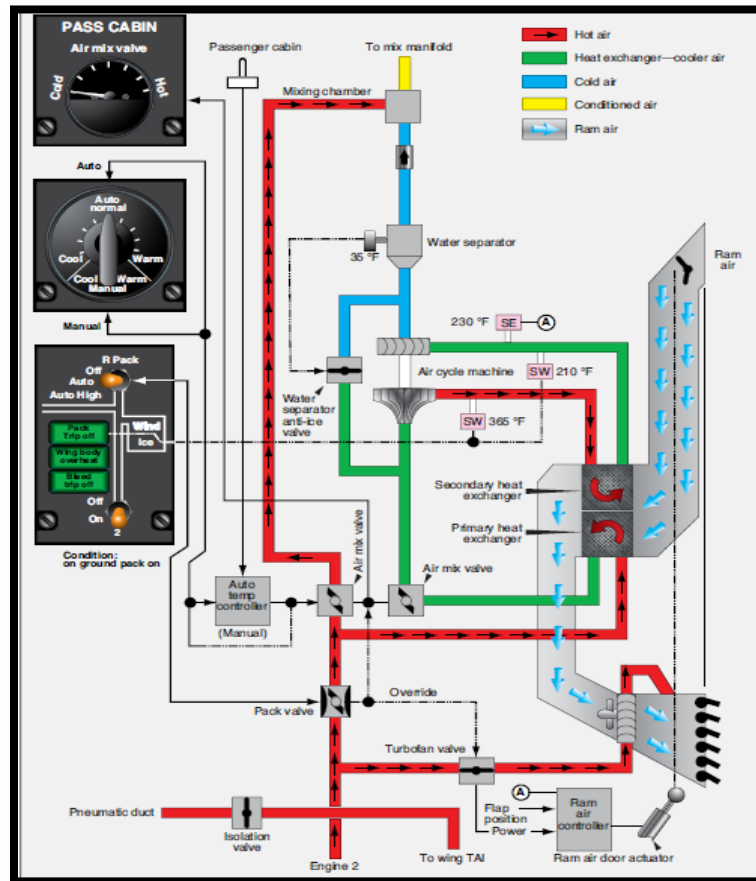 PASS CABIN
Air mix valve
Cold
Hot
Passenger cabin
To mix manifold
Mixing chamber
Hot air
Heat exchanger—cooler air
Cold air
Conditioned air
Ram air
Auto
Auto
normal
Cool
Warm
Cool
Warm
Manual
Manual
35 °F
Water separator
Ram
air
230 °F
SE
A
Air cycle machine
SW
210 °F
Water
separator
anti-ice
valve
SW
365 °F
R Pack
Off
Auto
Auto High
Pack
Trip off
Wind
Ice
Wing body
overheat
Bleed
trip off
Off
On
2
Condition;
on ground pack on
Secondary heat
exchanger
Primary heat
exchanger
Air mix valve
Air mix valve
Auto
temp
controller
(Manual)
Pack valve
Override
Turbofan valve
Pneumatic duct
Isolation
valve
Engine 2
To wing TAI
A
Flap
position
Power
Ram
air
controller
Ram air door actuator